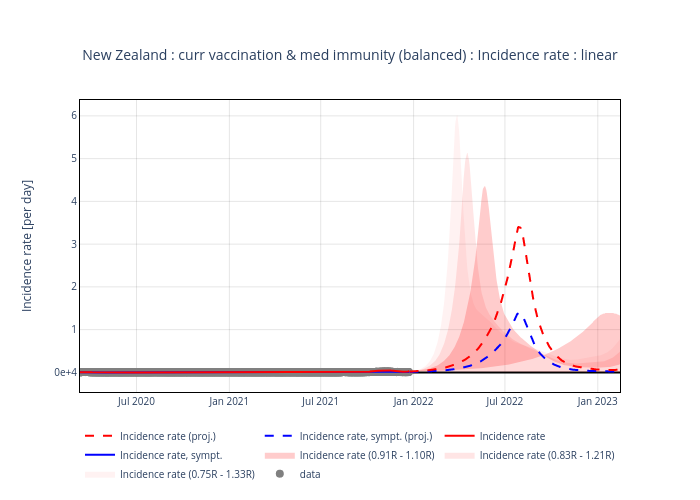 New Zealand : curr vaccination & med immunity (balanced) : Incidence rate : linear
Incidence rate [per day]
6
5
4
3
2
1
0e+4
Jul 2020 Jan 2021 Jul 2021 Jan 2022 Jul 2022 Jan 2023
Incidence rate (proj.) Incidence rate, sympt. (proj.) Incidence rate
Incidence rate, sympt. Incidence rate (0.91R - 1.10R) Incidence rate (0.83R - 1.21R)
Incidence rate (0.75R - 1.33R) data